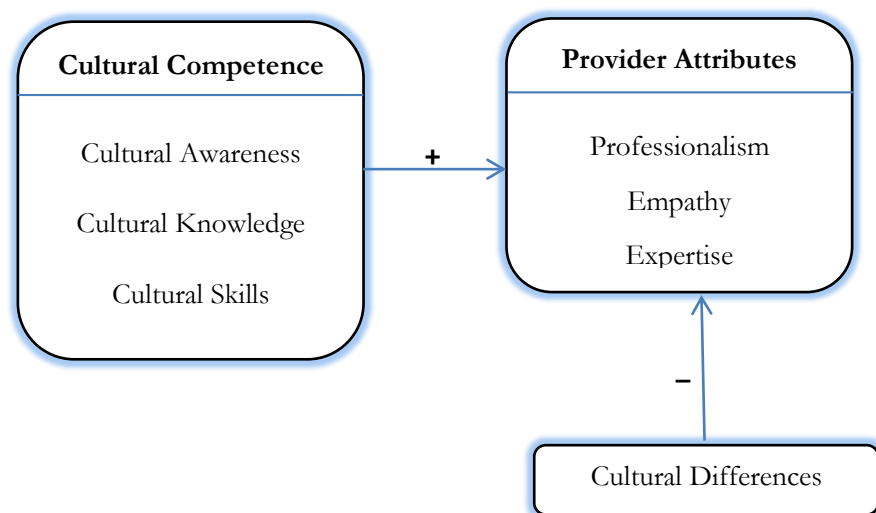 Cultural Competence
Cultural Awareness
Cultural Knowledge
Cultural Skills
+
Provider Attributes
Professionalism
Empathy
Expertise
–
Cultural Differences